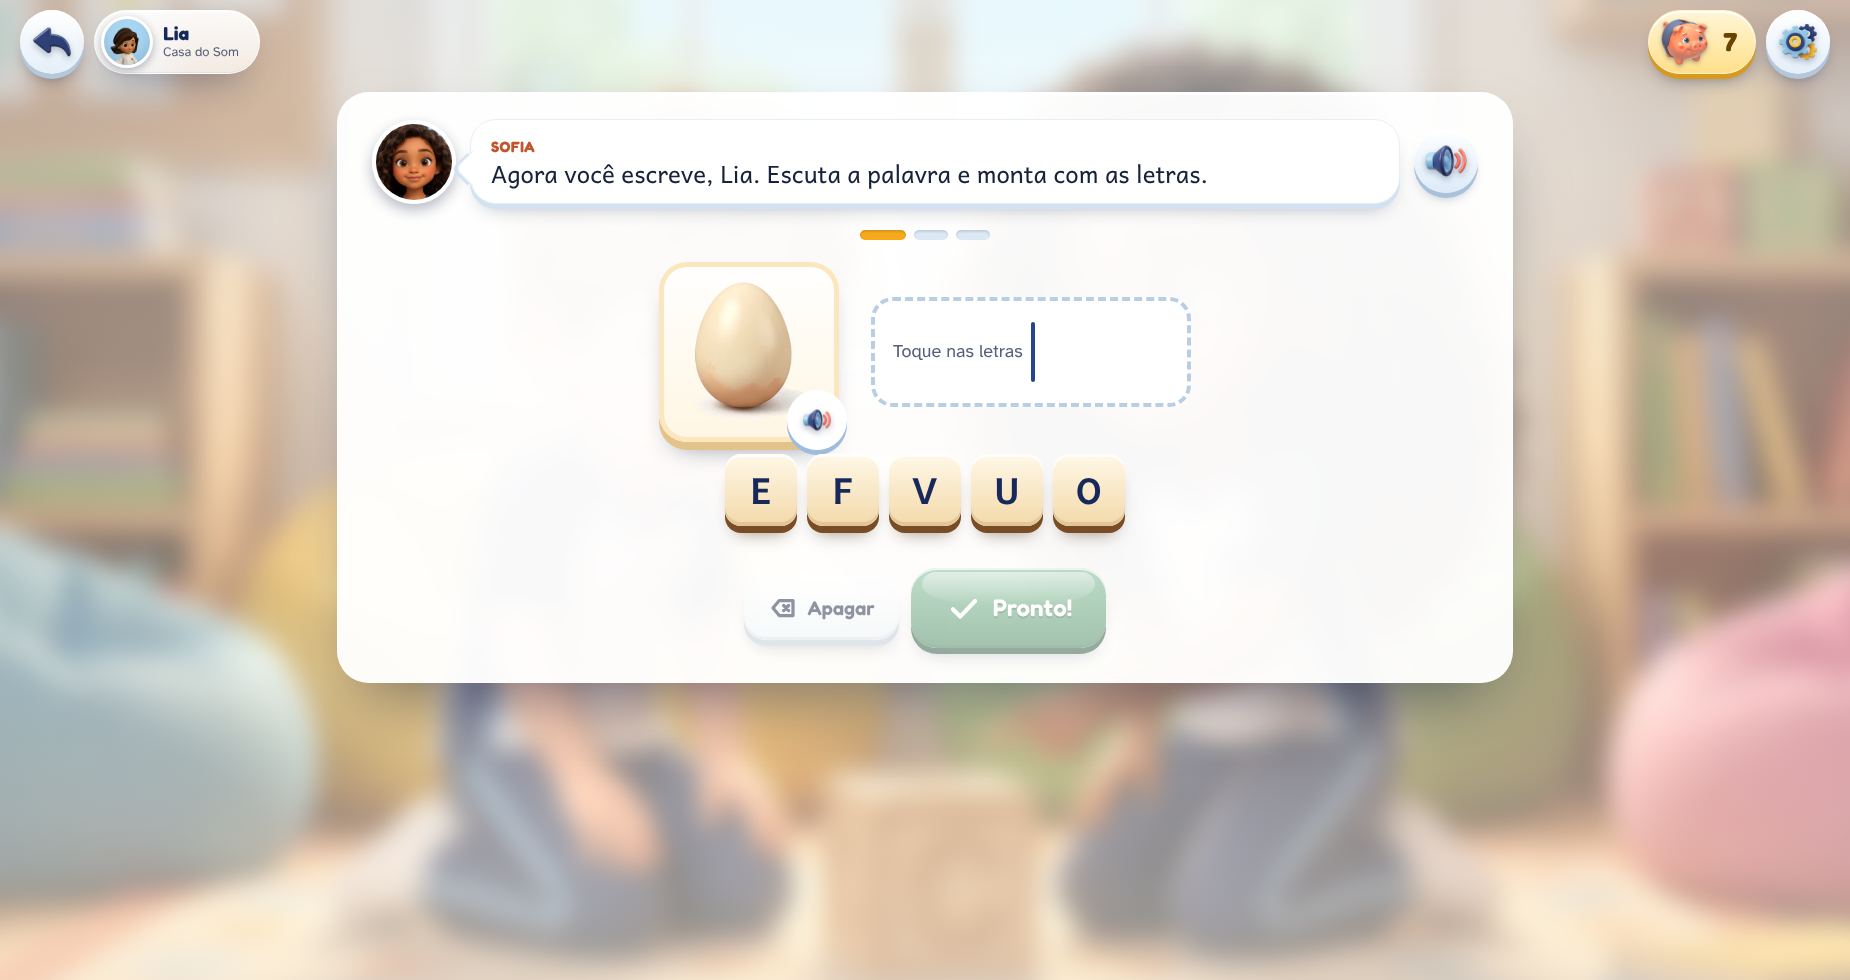 Lia
Casa do Som
7
SOFIA
Agora você escreve, Lia. Escuta a palavra e monta com as letras.
Toque nas letras
E F V U O
Apagar
Pronto!